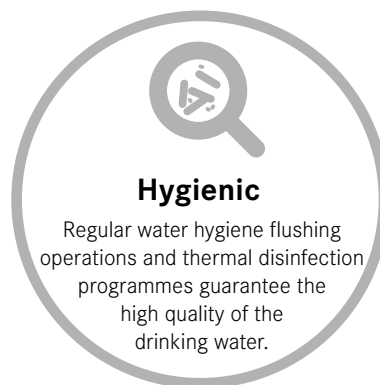 Hygienic
Regular water hygiene flushing
operations and thermal disinfection
programmes guarantee the
high quality of the
drinking water.